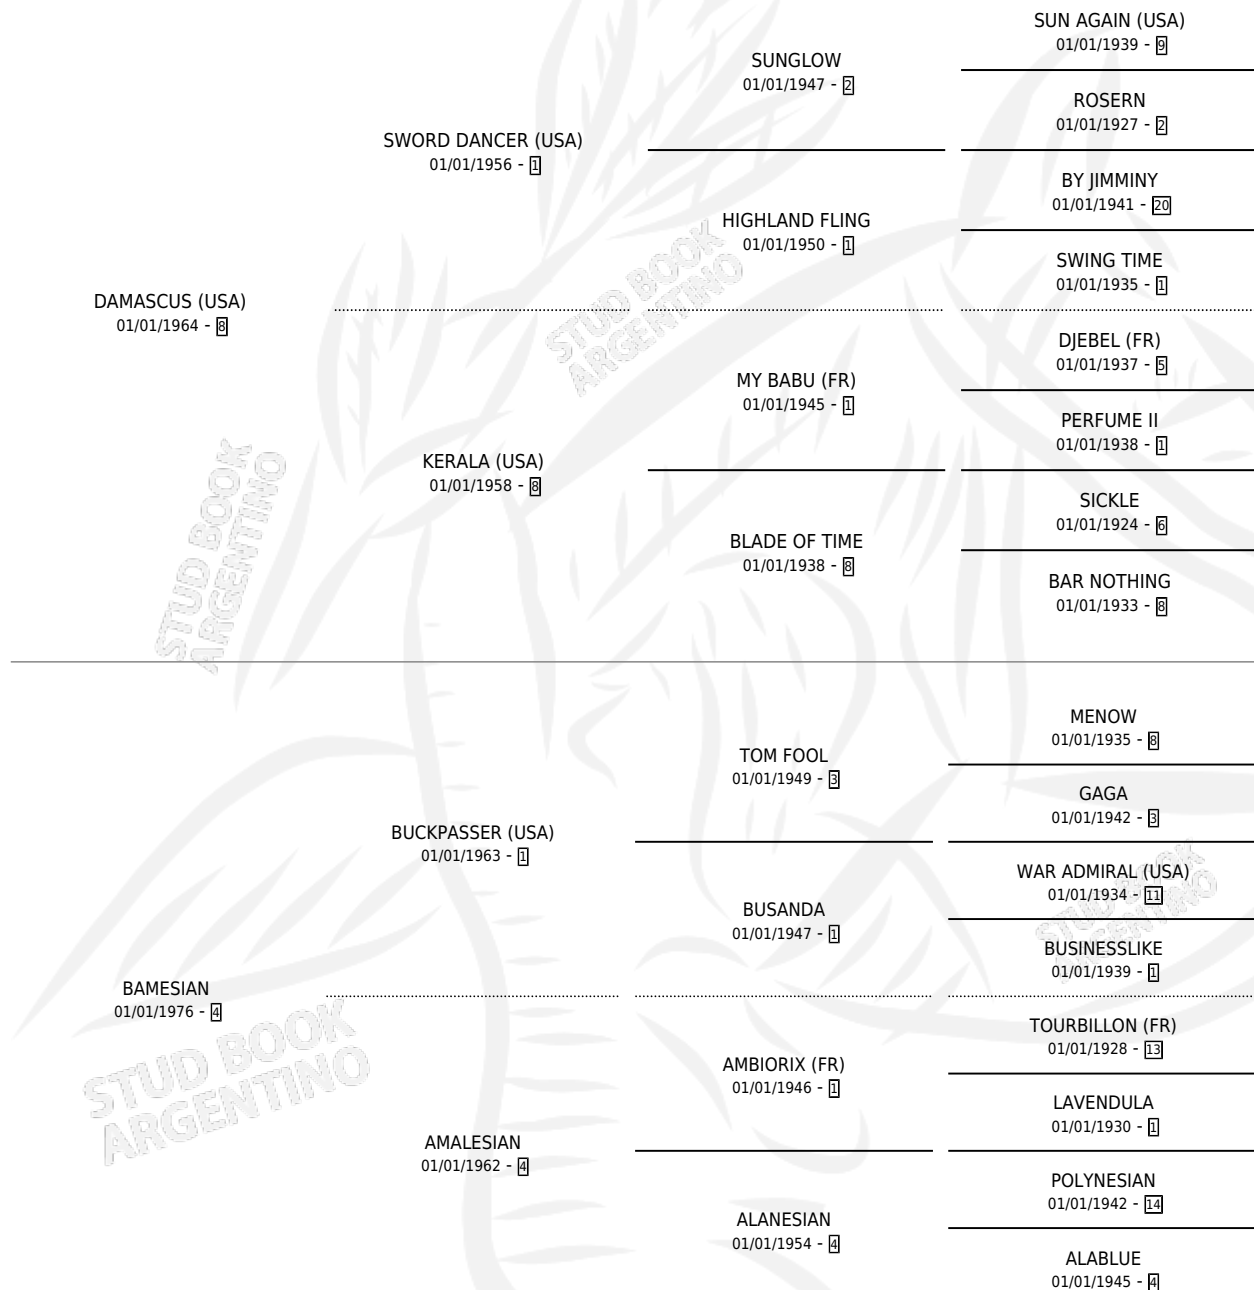 SUN AGAIN (USA)
01/01/1939 - 9
SUNGLOW
01/01/1947 - 2
ROSERN
01/01/1927 - 2
SWORD DANCER (USA)
01/01/1956 - 1
BY JIMMINY
01/01/1941 - 20
HIGHLAND FLING
01/01/1950 - 1
SWING TIME
01/01/1935 - 1
DAMASCUS (USA)
01/01/1964 - 8
DJEBEL (FR)
01/01/1937 - 5
MY BABU (FR)
01/01/1945 - 1
PERFUME II
01/01/1938 - 1
KERALA (USA)
01/01/1958 - 8
SICKLE
01/01/1924 - 6
BLADE OF TIME
01/01/1938 - 8
BAR NOTHING
01/01/1933 - 8
MENOW
01/01/1935 - 8
TOM FOOL
01/01/1949 - 3
GAGA
01/01/1942 - 3
BUCKPASSER (USA)
01/01/1963 - 1
WAR ADMIRAL (USA)
01/01/1934 - 11
BUSANDA
01/01/1947 - 1
BUSINESSLIKE
01/01/1939 - 1
BAMESIAN
01/01/1976 - 4
TOURBILLON (FR)
01/01/1928 - 13
AMBIORIX (FR)
01/01/1946 - 1
LAVENDULA
01/01/1930 - 1
AMALESIAN
01/01/1962 - 4
POLYNESIAN
01/01/1942 - 14
ALANESIAN
01/01/1954 - 4
ALABLUE
01/01/1945 - 4
STUD BOOK
ARGENTINO
STUD BOOK
ARGENTINO
STUD BOOK
ARGENTINO
STUD BOOK
ARGENTINO